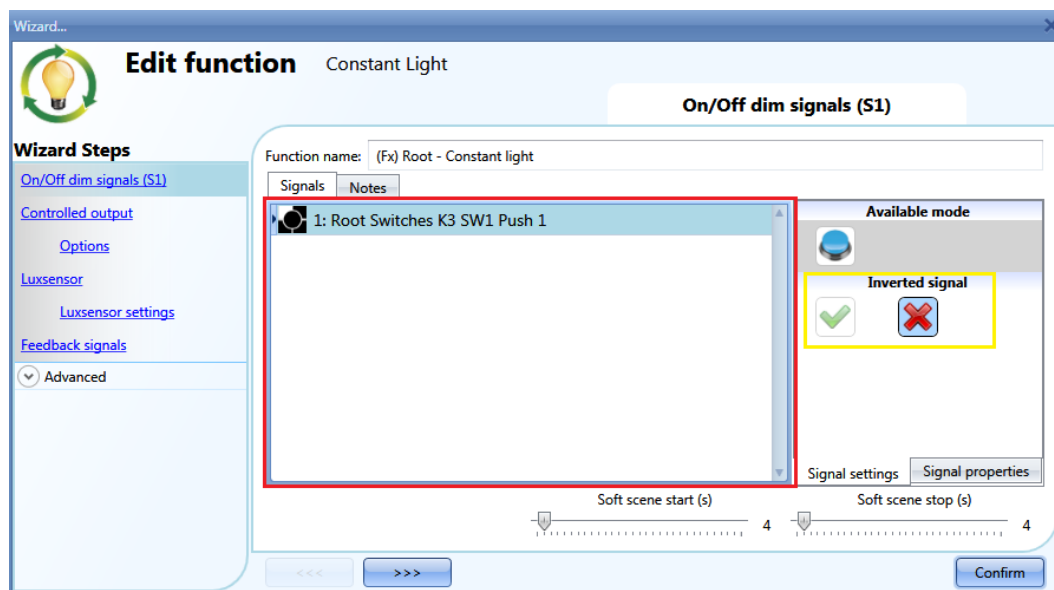 Wizard...
Edit function Constant Light
On/Off dim signals (S1)
Wizard Steps
On/Off dim signals (S1)
Controlled output
Options
Luxsensor
Luxsensor settings
Feedback signals
Advanced
Function name: (Fx) Root - Constant light
Signals Notes
1: Root Switches K3 SW1 Push 1
Available mode
Inverted signal
Signal settings Signal properties
Soft scene start (s) Soft scene stop (s)
4 4
<<< >>> Confirm